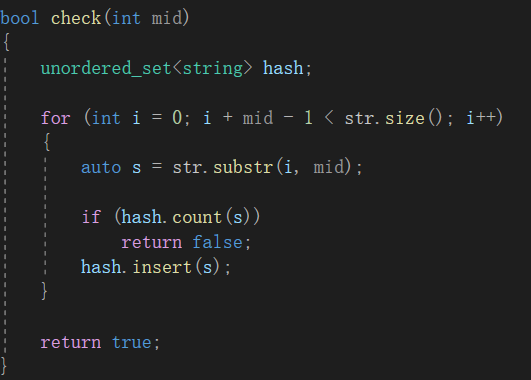 bool check(int mid)
{
    unordered_set<string> hash;

    for (int i = 0; i + mid - 1 < str.size(); i++)
    {
        auto s = str.substr(i, mid);

        if (hash.count(s))
            return false;
        hash.insert(s);
    }

    return true;
}